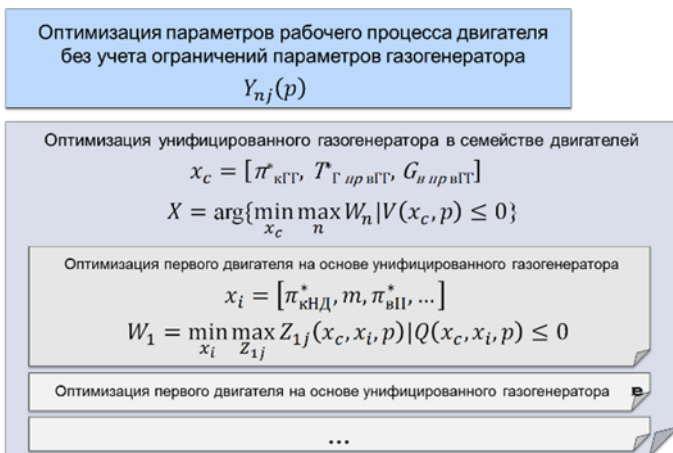 Оптимизация параметров рабочего процесса двигателя
без учета ограничений параметров газогенератора
Y_{nj}(p)
Оптимизация унифицированного газогенератора в семействе двигателей
x_c = [π^*_{кГГ}, T^*_{Г пр вГГ}, G_{в пр вГГ}]
X = arg{min_{x_c} max_n W_n|V(x_c, p) ≤ 0}
Оптимизация первого двигателя на основе унифицированного газогенератора
x_i = [π^*_{кНД}, m, π^*_{вII}, …]
W_1 = min_{x_i} max_{Z_{1j}} Z_{1j}(x_c, x_i, p)|Q(x_c, x_i, p) ≤ 0
Оптимизация первого двигателя на основе унифицированного газогенератора
...